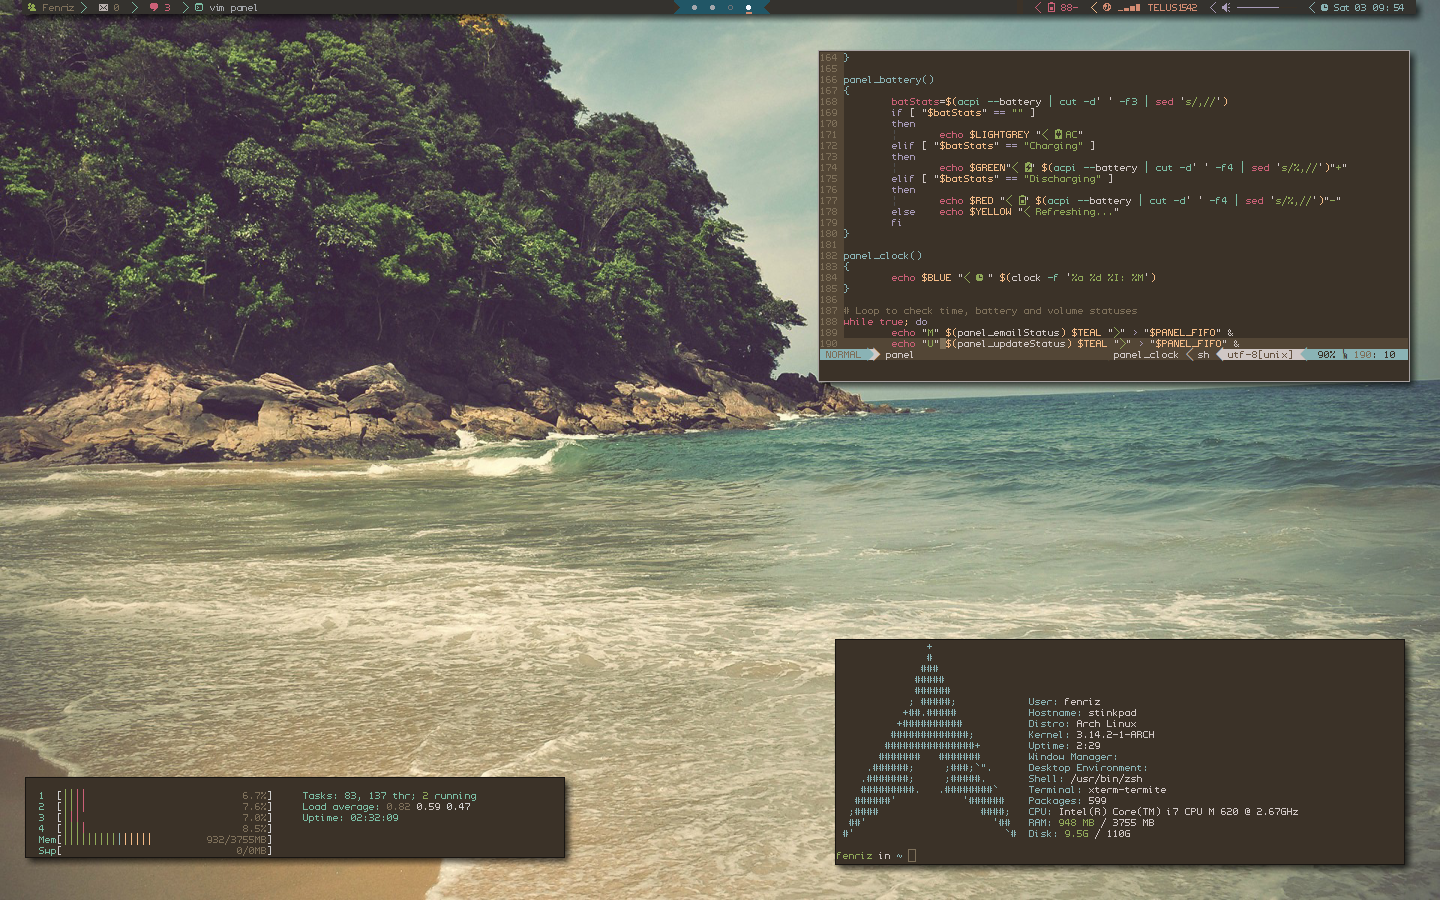 Fenriz 0 3 vim panel 88- TELUS1542 Sat 03 09: 54
164 }
165
166 panel_battery()
167 {
168 batStats=$(acpi --battery | cut -d' ' -f3 | sed 's/,//')
169 if [ "$batStats" == "" ]
170 then
171 echo $LIGHTGREY "< AC"
172 elif [ "$batStats" == "Charging" ]
173 then
174 echo $GREEN"< " $(acpi --battery | cut -d' ' -f4 | sed 's/%,//')"+"
175 elif [ "$batStats" == "Discharging" ]
176 then
177 echo $RED "< " $(acpi --battery | cut -d' ' -f4 | sed 's/%,//')"-"
178 else echo $YELLOW "< Refreshing..."
179 fi
180 }
181
182 panel_clock()
183 {
184 echo $BLUE "< " $(clock -f '%a %d %I: %M')
185 }
186
187 # Loop to check time, battery and volume statuses
188 while true; do
189 echo "M" $(panel_emailStatus) $TEAL ">" > "$PANEL_FIFO" &
190 echo "U" $(panel_updateStatus) $TEAL ">" > "$PANEL_FIFO" &
NORMAL panel panel_clock < sh utf-8[unix] 90% 190: 10
+
#
###
#####
######
; #####;
+##.#####
+##########
#############;
###############+
####### #######
.######; ;###;`".
.#######; ;#####.
#########. .########`
######' '######
;#### ####;
##' '##
#' `#
User: fenriz
Hostname: stinkpad
Distro: Arch Linux
Kernel: 3.14.2-1-ARCH
Uptime: 2:29
Window Manager:
Desktop Environment:
Shell: /usr/bin/zsh
Terminal: xterm-termite
Packages: 599
CPU: Intel(R) Core(TM) i7 CPU M 620 @ 2.67GHz
RAM: 948 MB / 3755 MB
Disk: 9.5G / 110G
fenriz in ~
1 [|||| 6.7%]
2 [|||| 7.6%]
3 [||| 7.0%]
4 [|||| 8.5%]
Mem[||||||||||||||| 932/3755MB]
Swp[ 0/0MB]
Tasks: 83, 137 thr; 2 running
Load average: 0.82 0.59 0.47
Uptime: 02:32:09